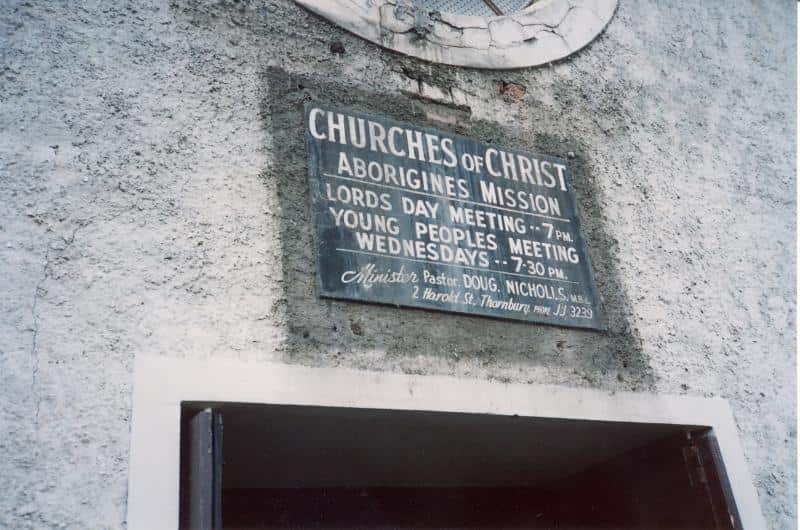 CHURCHES OF CHRIST
ABORIGINES MISSION
LORDS DAY MEETING -- 7 PM.
YOUNG PEOPLES MEETING
WEDNESDAYS -- 7-30 PM.
Minister Pastor. DOUG. NICHOLLS. M.B.E.
2 Harold St. Thornbury. PHONE JJ 3239